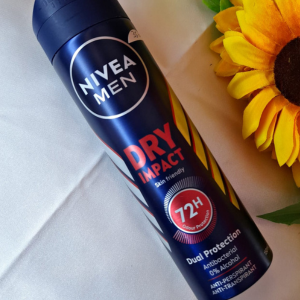 NIVEA
MEN
DRY
IMPACT
Skin friendly
72H
Dual Protection
Antibacterial
0% Alcohol
ANTI-PERSPIRANT
ANTI-TRANSPIRANT